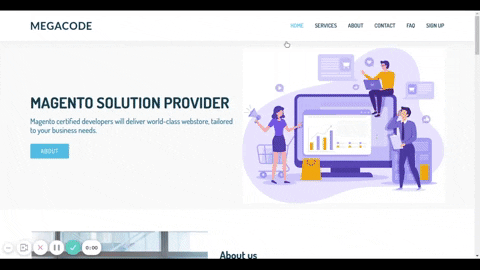 MEGACODE
HOME SERVICES ABOUT CONTACT FAQ SIGN UP
MAGENTO SOLUTION PROVIDER
Magento certified developers will deliver world-class webstore, tailored
to your business needs.
ABOUT
0:00
About us